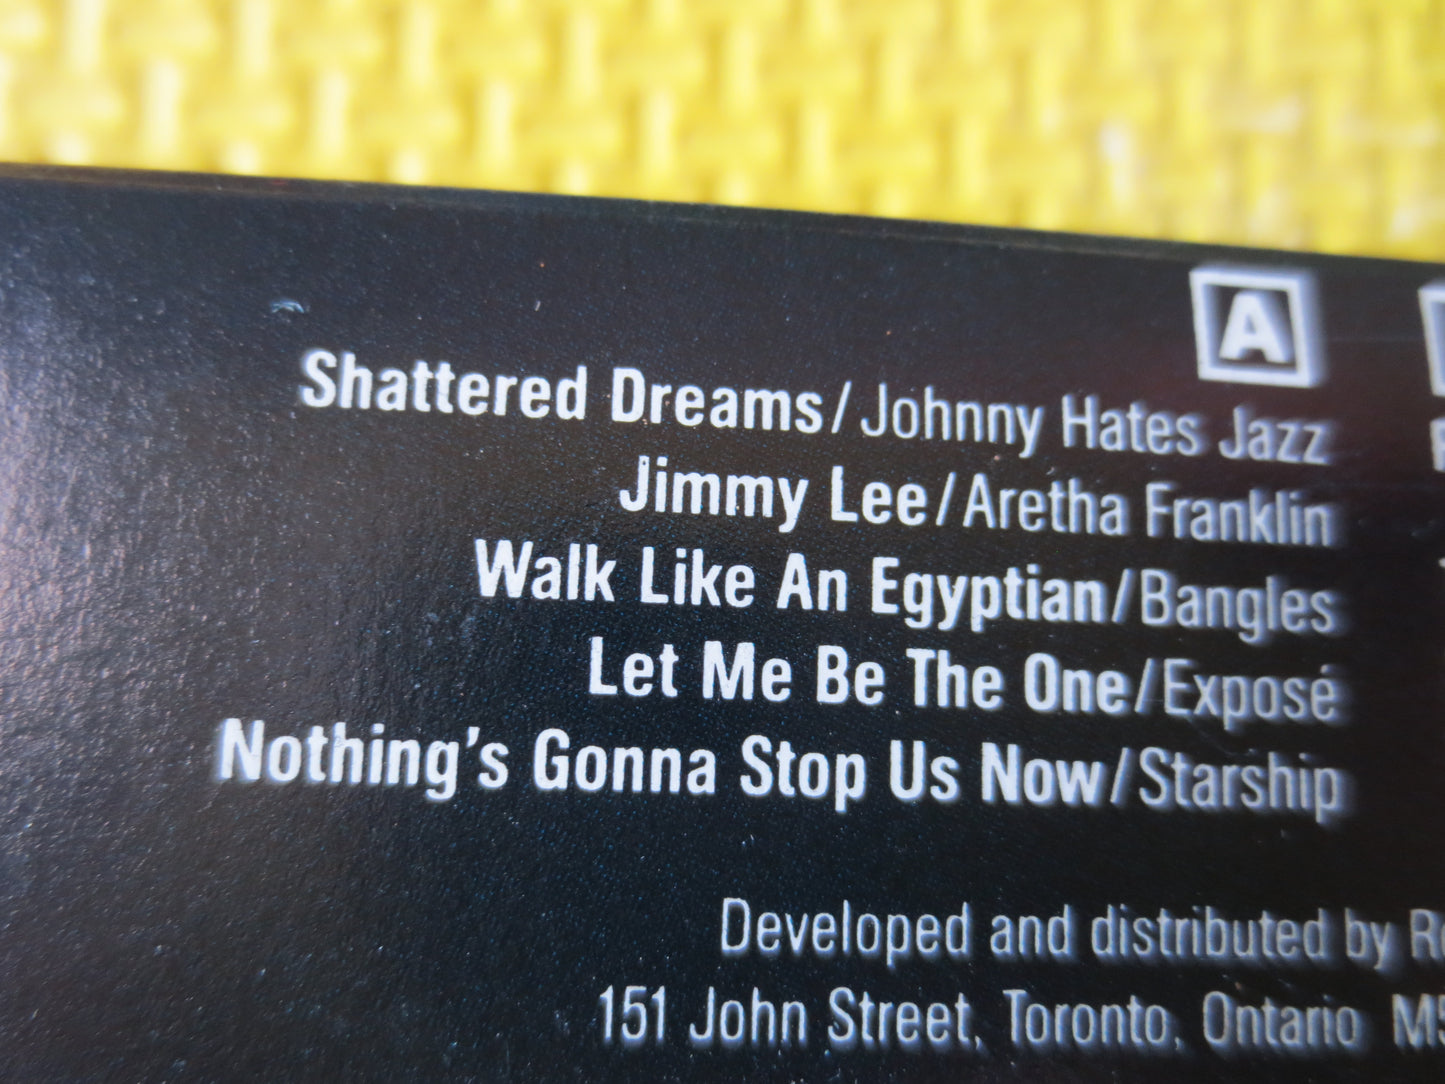 A
Shattered Dreams/Johnny Hates Jazz
Jimmy Lee/Aretha Franklin
Walk Like An Egyptian/Bangles
Let Me Be The One/Exposé
Nothing's Gonna Stop Us Now/Starship
Developed and distributed by
151 John Street, Toronto, Ontario